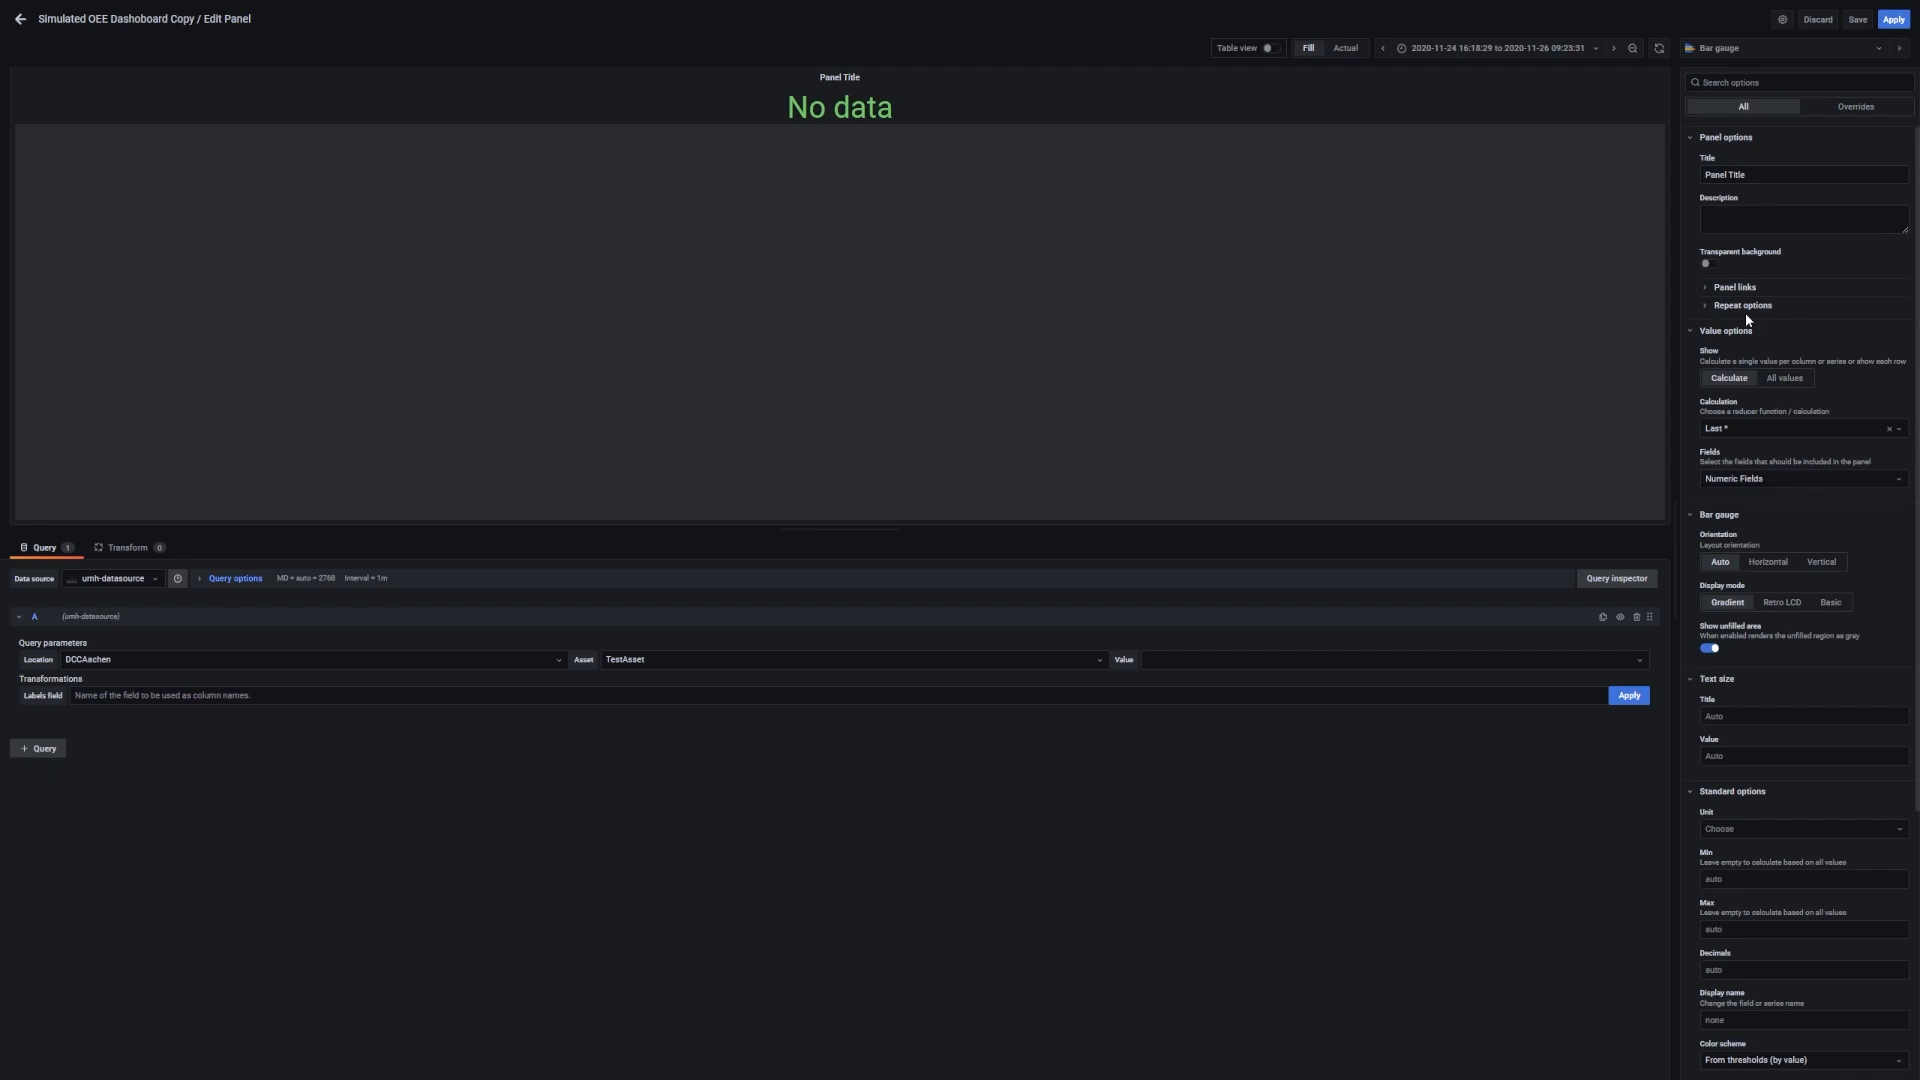 Simulated OEE Dashoboard Copy / Edit Panel
Discard Save Apply
Table view Fill Actual 2020-11-24 16:18:29 to 2020-11-26 09:23:31 Bar gauge
Panel Title
No data
Search options
All Overrides
Panel options
Title
Panel Title
Description
Transparent background
Panel links
Repeat options
Value options
Show
Calculate a single value per column or series or show each row
Calculate All values
Calculation
Choose a reducer function / calculation
Last *
Fields
Select the fields that should be included in the panel
Numeric Fields
Bar gauge
Orientation
Layout orientation
Auto Horizontal Vertical
Display mode
Gradient Retro LCD Basic
Show unfilled area
When enabled renders the unfilled region as gray
Text size
Title
Auto
Value
Auto
Standard options
Unit
Choose
Min
Leave empty to calculate based on all values
auto
Max
Leave empty to calculate based on all values
auto
Decimals
auto
Display name
Change the field or series name
none
Color scheme
From thresholds (by value)
Query 1 Transform 0
Data source umh-datasource Query options MD = auto = 2768 Interval = 1m Query inspector
A (umh-datasource)
Query parameters
Location DCCAachen Asset TestAsset Value
Transformations
Labels field Name of the field to be used as column names. Apply
+ Query